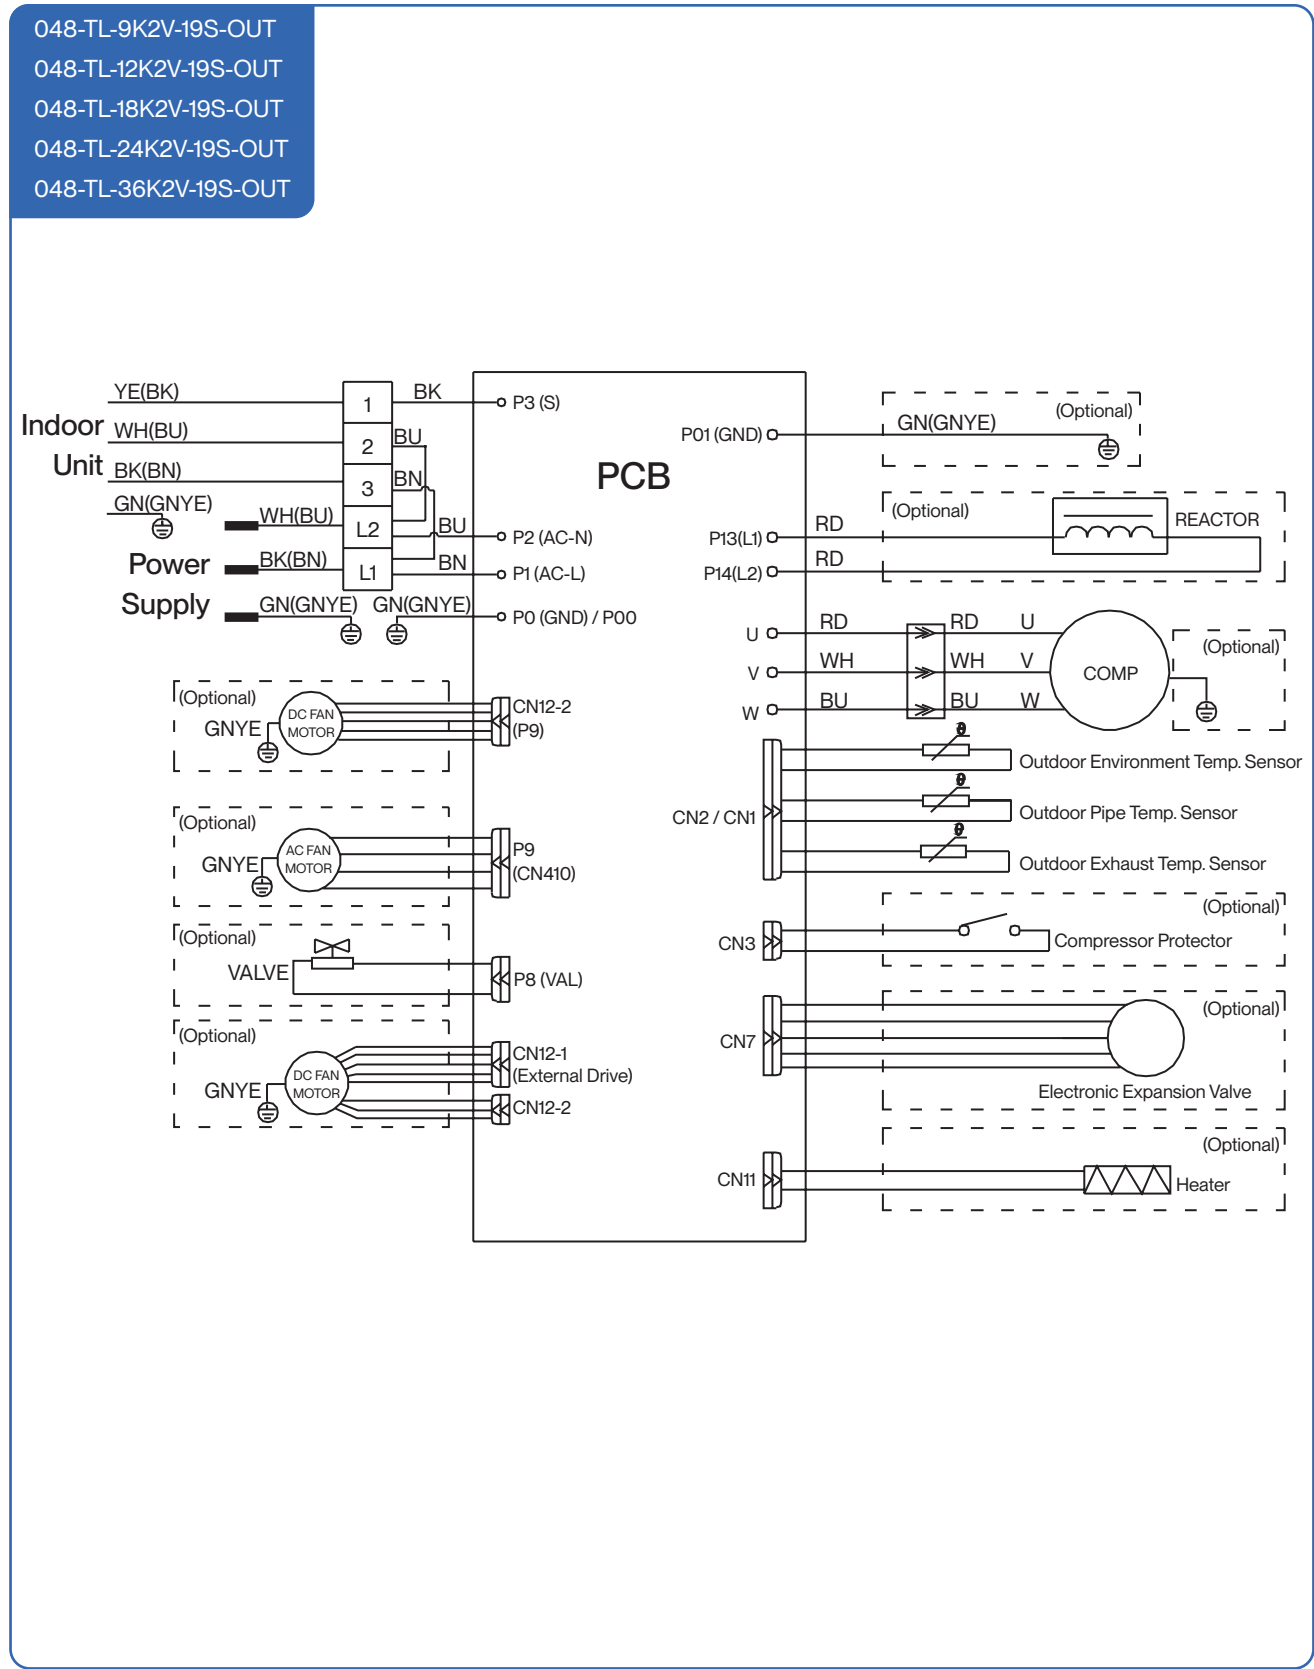 048-TL-9K2V-19S-OUT
048-TL-12K2V-19S-OUT
048-TL-18K2V-19S-OUT
048-TL-24K2V-19S-OUT
048-TL-36K2V-19S-OUT
Indoor
Unit
YE(BK)
WH(BU)
BK(BN)
GN(GNYE)
1
2
3
L2
L1
BK
BU
BN
BU
BN
Power
Supply
WH(BU)
BK(BN)
GN(GNYE)
GN(GNYE)
P3 (S)
P2 (AC-N)
P1 (AC-L)
P0 (GND) / P00
PCB
(Optional)
DC FAN
MOTOR
GNYE
CN12-2
(P9)
(Optional)
AC FAN
MOTOR
GNYE
P9
(CN410)
(Optional)
VALVE
P8 (VAL)
(Optional)
DC FAN
MOTOR
GNYE
CN12-1
(External Drive)
CN12-2
P01 (GND)
GN(GNYE)
(Optional)
P13(L1)
RD
(Optional)
REACTOR
P14(L2)
RD
U
RD
RD
U
V
WH
WH
V
W
BU
BU
W
COMP
(Optional)
CN2 / CN1
θ
Outdoor Environment Temp. Sensor
θ
Outdoor Pipe Temp. Sensor
θ
Outdoor Exhaust Temp. Sensor
CN3
(Optional)
Compressor Protector
CN7
(Optional)
Electronic Expansion Valve
CN11
(Optional)
Heater